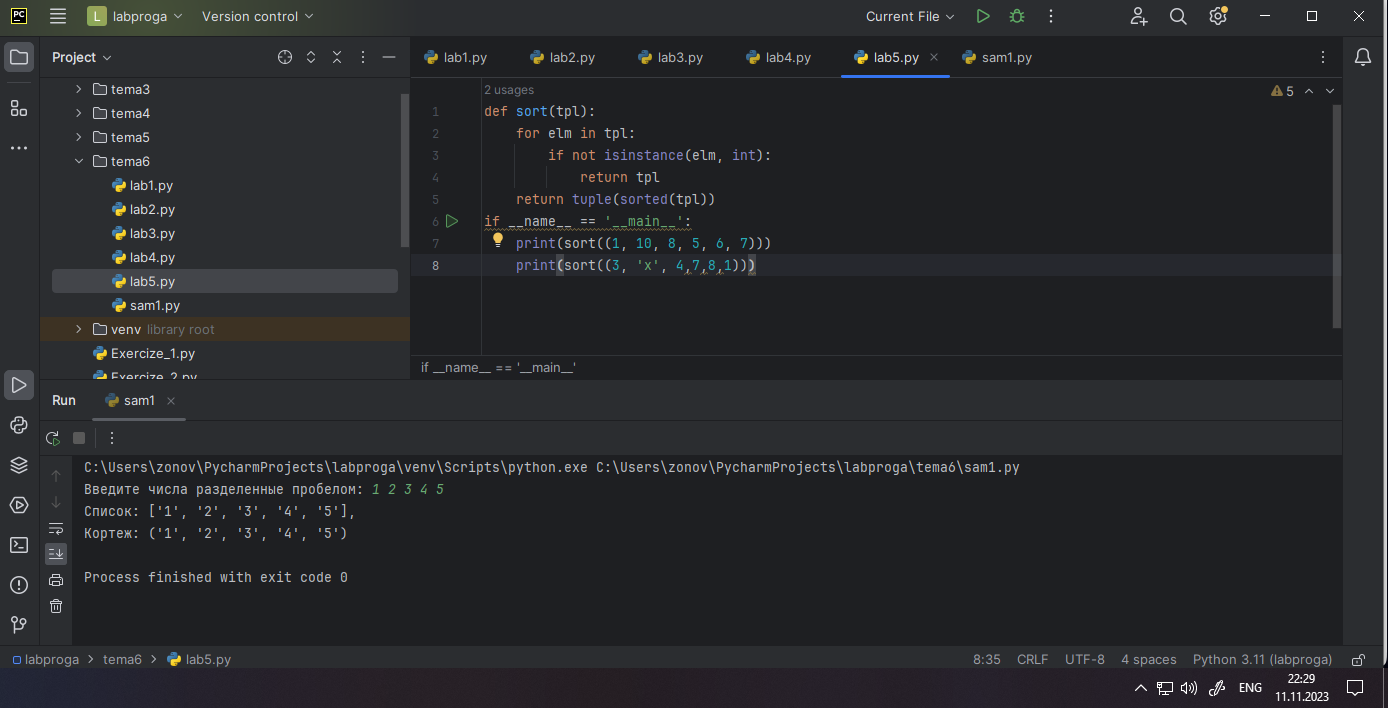 PC L labproga Version control Current File
Project
lab1.py lab2.py lab3.py lab4.py lab5.py sam1.py
tema3
tema4
tema5
tema6
lab1.py
lab2.py
lab3.py
lab4.py
lab5.py
sam1.py
venv library root
Exercize_1.py
Exercize_2.py
2 usages
5
1 def sort(tpl):
2 for elm in tpl:
3 if not isinstance(elm, int):
4 return tpl
5 return tuple(sorted(tpl))
6 if __name__ == '__main__':
7 print(sort((1, 10, 8, 5, 6, 7)))
8 print(sort((3, 'x', 4,7,8,1)))
if __name__ == '__main__'
Run sam1
C:\Users\zonov\PycharmProjects\labproga\venv\Scripts\python.exe C:\Users\zonov\PycharmProjects\labproga\tema6\sam1.py
Введите числа разделенные пробелом: 1 2 3 4 5
Список: ['1', '2', '3', '4', '5'],
Кортеж: ('1', '2', '3', '4', '5')
Process finished with exit code 0
labproga tema6 lab5.py 8:35 CRLF UTF-8 4 spaces Python 3.11 (labproga)
ENG 22:29
11.11.2023